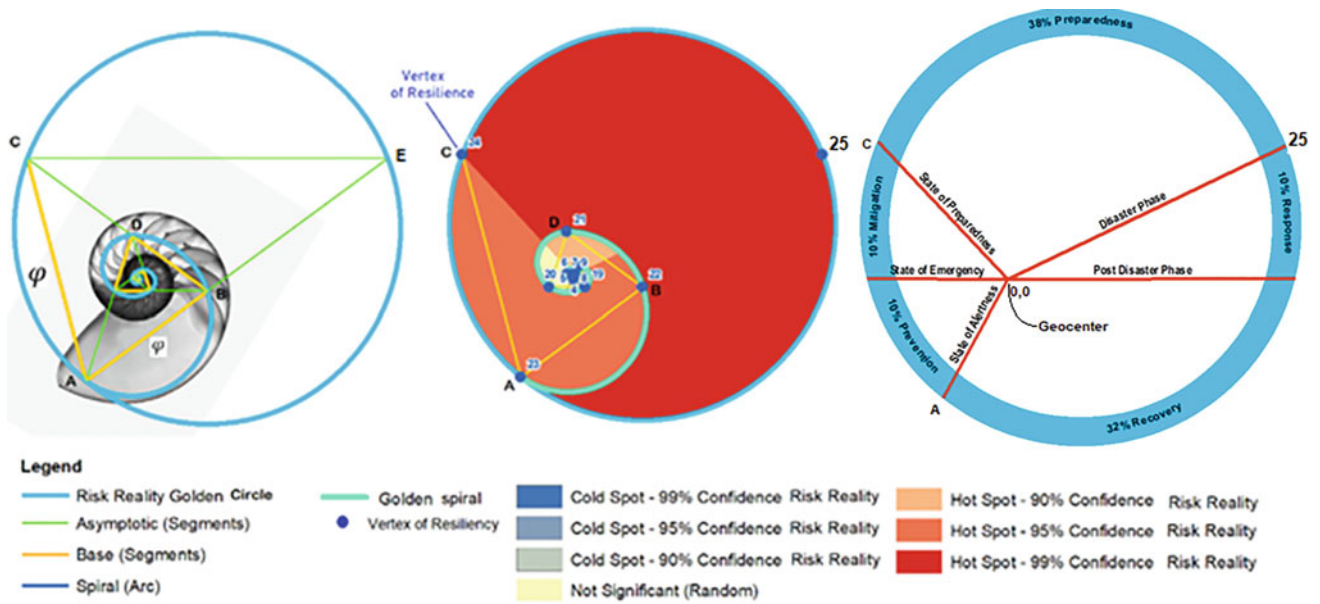 C
E
D
φ
B
φ
A
Vertex
of Resilience
C
24
25
D
21
20
19
22
B
23
A
38% Preparedness
C
25
10% Mitigation
State of Preparedness
Disaster Phase
10% Response
State of Emergency
Post Disaster Phase
0,0
Geocenter
10% Prevention
State of Alertness
A
32% Recovery
Legend
Risk Reality Golden Circle
Asymptotic (Segments)
Base (Segments)
Spiral (Arc)
Golden spiral
Vertex of Resiliency
Cold Spot - 99% Confidence Risk Reality
Cold Spot - 95% Confidence Risk Reality
Cold Spot - 90% Confidence Risk Reality
Not Significant (Random)
Hot Spot - 90% Confidence Risk Reality
Hot Spot - 95% Confidence Risk Reality
Hot Spot - 99% Confidence Risk Reality